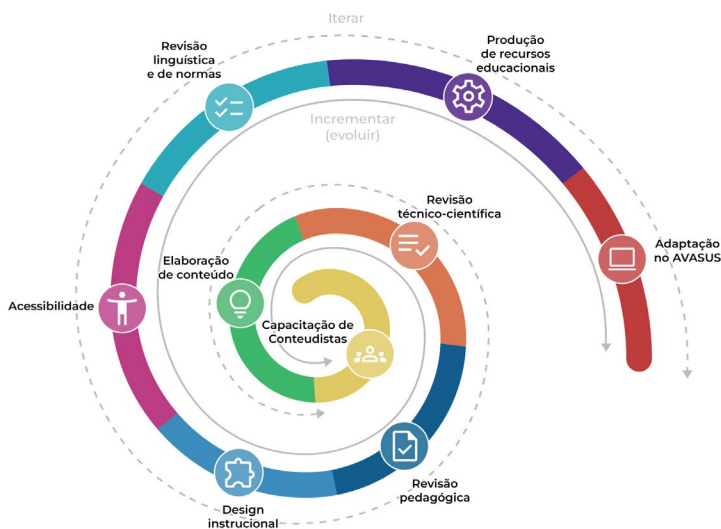 Iterar
Revisão
linguística
e de normas
Produção
de recursos
educacionais
Incrementar
(evoluir)
Revisão
técnico-científica
Adaptação
no AVASUS
Elaboração
de conteúdo
Acessibilidade
Capacitação de
Conteudistas
Revisão
pedagógica
Design
instrucional